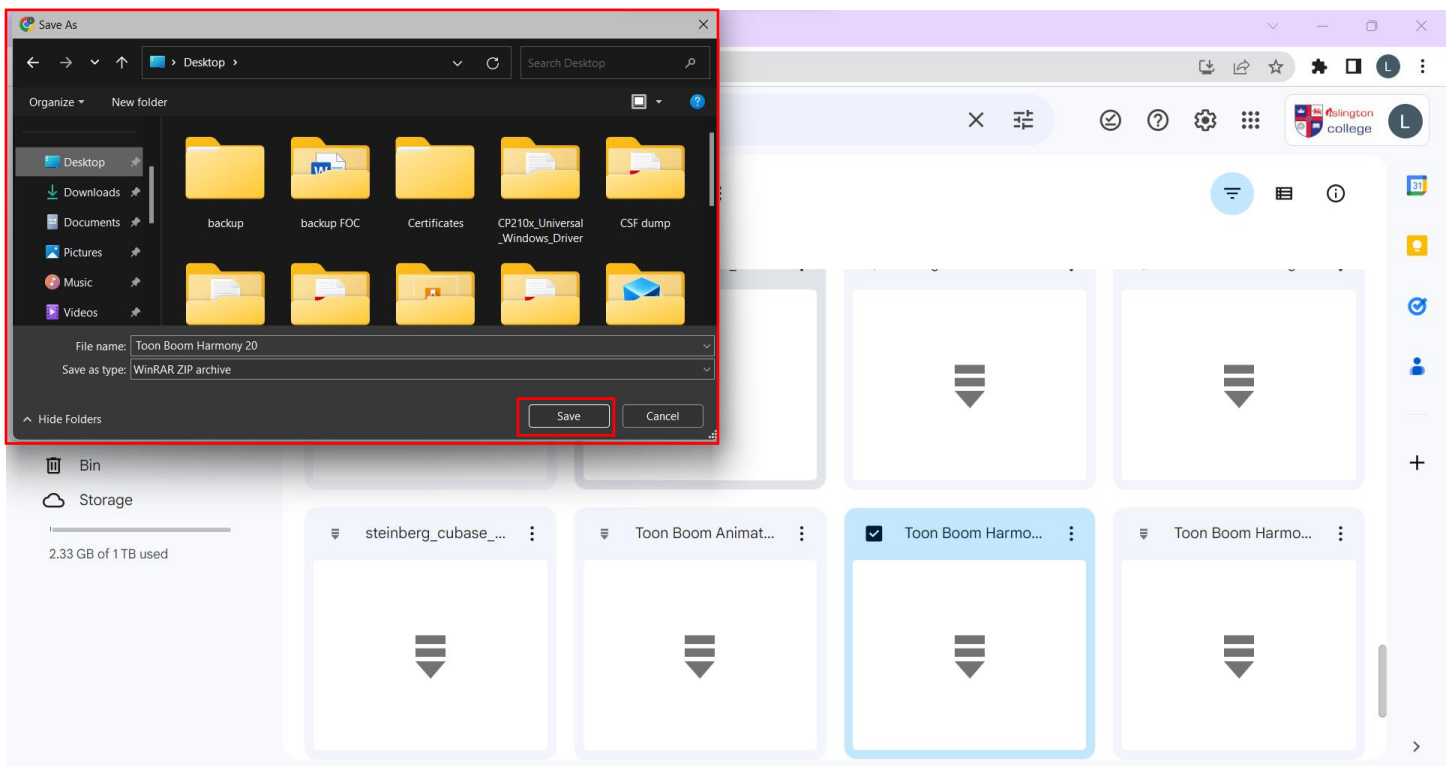 Save As
Desktop
Search Desktop
Organize
New folder
Desktop
Downloads
Documents
Pictures
Music
Videos
backup
backup FOC
Certificates
CP210x_Universal
_Windows_Driver
CSF dump
File name: Toon Boom Harmony 20
Save as type: WinRAR ZIP archive
Hide Folders
Save
Cancel
L
islington
college
L
31
Bin
Storage
2.33 GB of 1 TB used
steinberg_cubase_...
Toon Boom Animat...
Toon Boom Harmo...
Toon Boom Harmo...